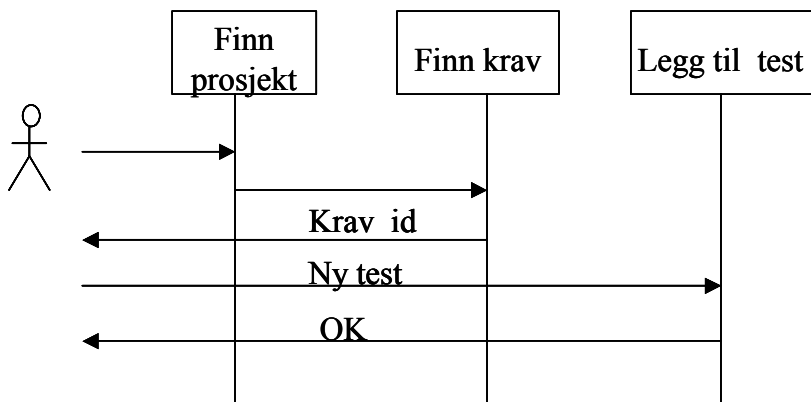 Finn
prosjekt
Finn krav
Legg til test
Krav id
Ny test
OK